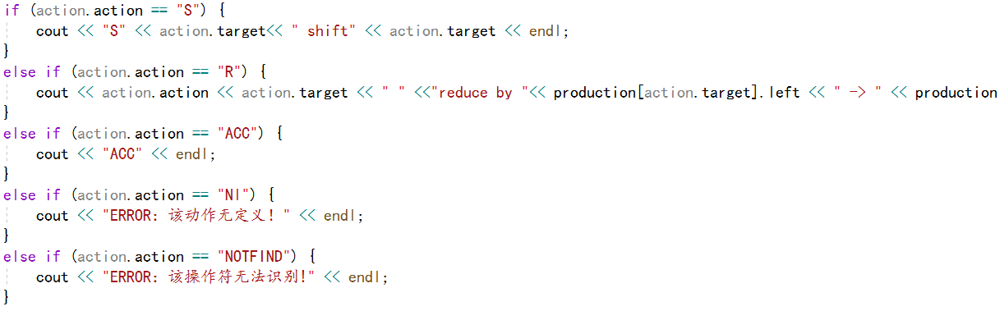 if (action.action == "S") {
    cout << "S" << action.target<< " shift" << action.target << endl;
}
else if (action.action == "R") {
    cout << action.action << action.target << " " <<"reduce by "<< production[action.target].left << " -> " << production
}
else if (action.action == "ACC") {
    cout << "ACC" << endl;
}
else if (action.action == "Nl") {
    cout << "ERROR: 该动作无定义！" << endl;
}
else if (action.action == "NOTFIND") {
    cout << "ERROR: 该操作符无法识别!" << endl;
}